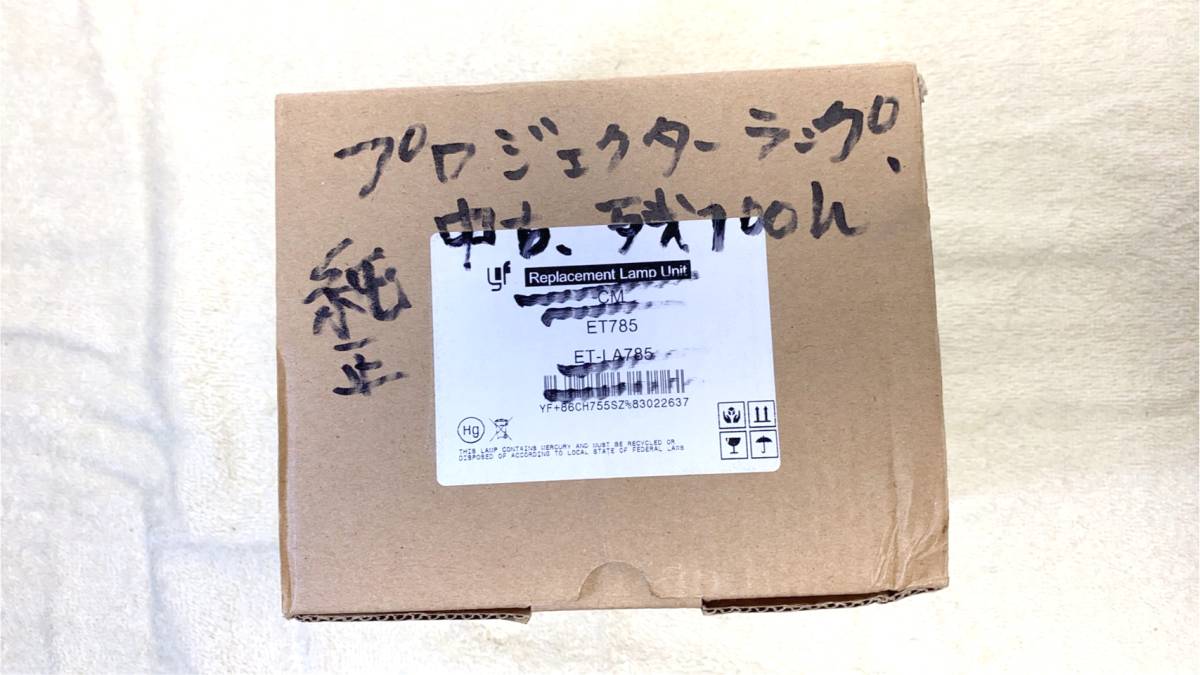 プロジェクターランプ、
中古、残700h
純正
yf Replacement Lamp Unit
CM
ET785
ET-LA785
YF+86CH755SZ%83022637
Hg
THIS LAMP CONTAINS MERCURY AND MUST BE RECYCLED OR
DISPOSED OF ACCORDING TO LOCAL STATE OF FEDERAL LAWS